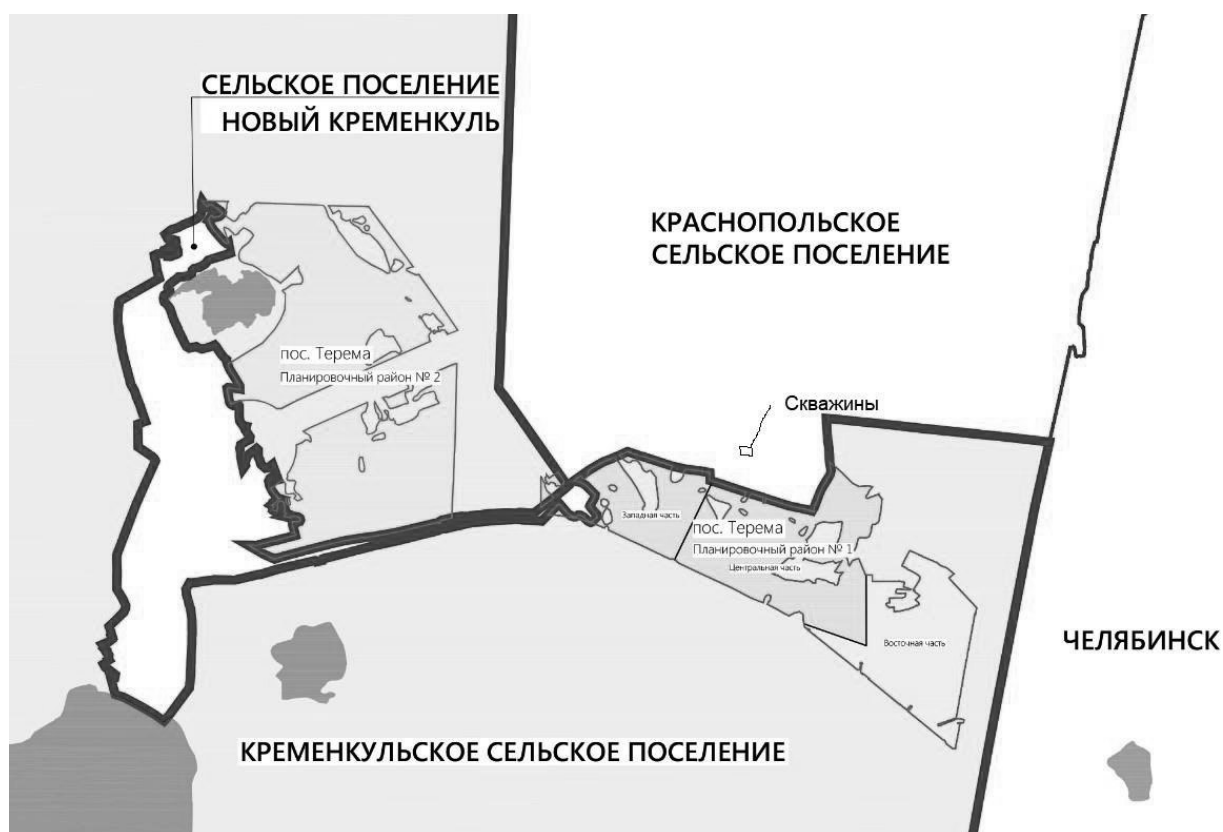 СЕЛЬСКОЕ ПОСЕЛЕНИЕ
НОВЫЙ КРЕМЕНКУЛЬ
КРАСНОПОЛЬСКОЕ
СЕЛЬСКОЕ ПОСЕЛЕНИЕ
пос. Терема
Планировочный район № 2
Скважины
Западная часть
пос. Терема
Планировочный район № 1
Центральная часть
Восточная часть
ЧЕЛЯБИНСК
КРЕМЕНКУЛЬСКОЕ СЕЛЬСКОЕ ПОСЕЛЕНИЕ